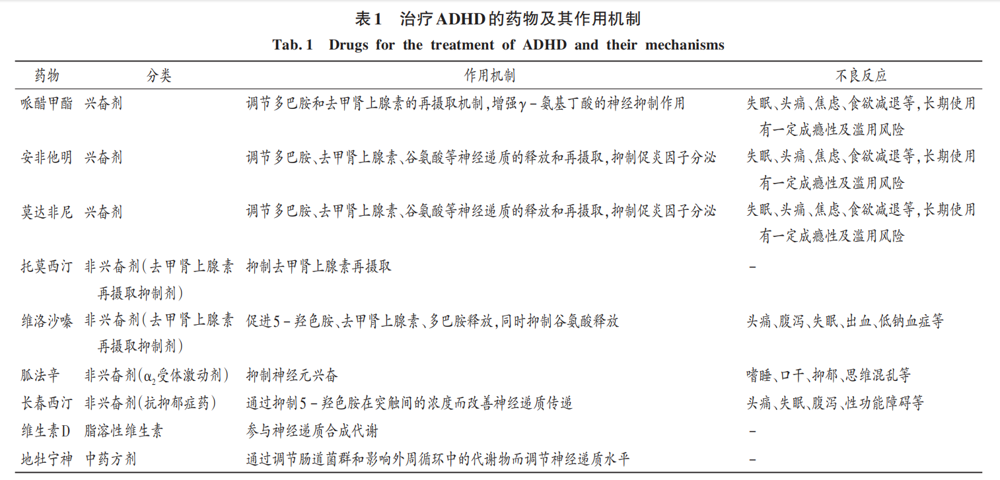 表1 治疗ADHD的药物及其作用机制
Tab. 1 Drugs for the treatment of ADHD and their mechanisms
药物 分类 作用机制 不良反应
哌醋甲酯 兴奋剂 调节多巴胺和去甲肾上腺素的再摄取机制,增强γ-氨基丁酸的神经抑制作用 失眠、头痛、焦虑、食欲减退等,长期使用
有一定成瘾性及滥用风险
安非他明 兴奋剂 调节多巴胺、去甲肾上腺素、谷氨酸等神经递质的释放和再摄取,抑制促炎因子分泌 失眠、头痛、焦虑、食欲减退等,长期使用
有一定成瘾性及滥用风险
莫达非尼 兴奋剂 调节多巴胺、去甲肾上腺素、谷氨酸等神经递质的释放和再摄取,抑制促炎因子分泌 失眠、头痛、焦虑、食欲减退等,长期使用
有一定成瘾性及滥用风险
托莫西汀 非兴奋剂(去甲肾上腺素 抑制去甲肾上腺素再摄取 -
再摄取抑制剂)
维洛沙嗪 非兴奋剂(去甲肾上腺素 促进5-羟色胺、去甲肾上腺素、多巴胺释放,同时抑制谷氨酸释放 头痛、腹泻、失眠、出血、低钠血症等
再摄取抑制剂)
胍法辛 非兴奋剂(α₂受体激动剂) 抑制神经元兴奋 嗜睡、口干、抑郁、思维混乱等
长春西汀 非兴奋剂(抗抑郁症药) 通过抑制5-羟色胺在突触间的浓度而改善神经递质传递 头痛、失眠、腹泻、性功能障碍等
维生素D 脂溶性维生素 参与神经递质合成代谢 -
地牡宁神 中药方剂 通过调节肠道菌群和影响外周循环中的代谢物而调节神经递质水平 -